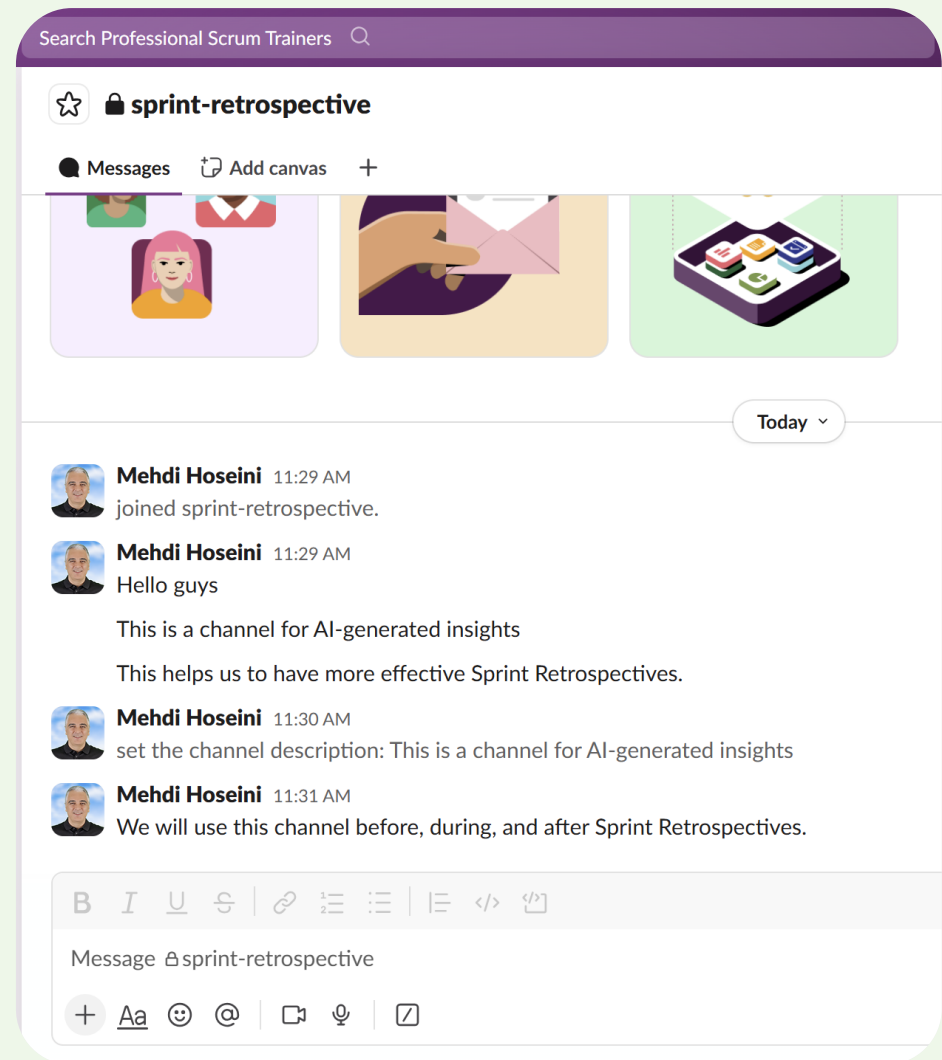 Search Professional Scrum Trainers
sprint-retrospective
Messages
Add canvas
Today
Mehdi Hoseini 11:29 AM
joined sprint-retrospective.
Mehdi Hoseini 11:29 AM
Hello guys
This is a channel for AI-generated insights
This helps us to have more effective Sprint Retrospectives.
Mehdi Hoseini 11:30 AM
set the channel description: This is a channel for AI-generated insights
Mehdi Hoseini 11:31 AM
We will use this channel before, during, and after Sprint Retrospectives.
B I U S
Message sprint-retrospective
Aa @